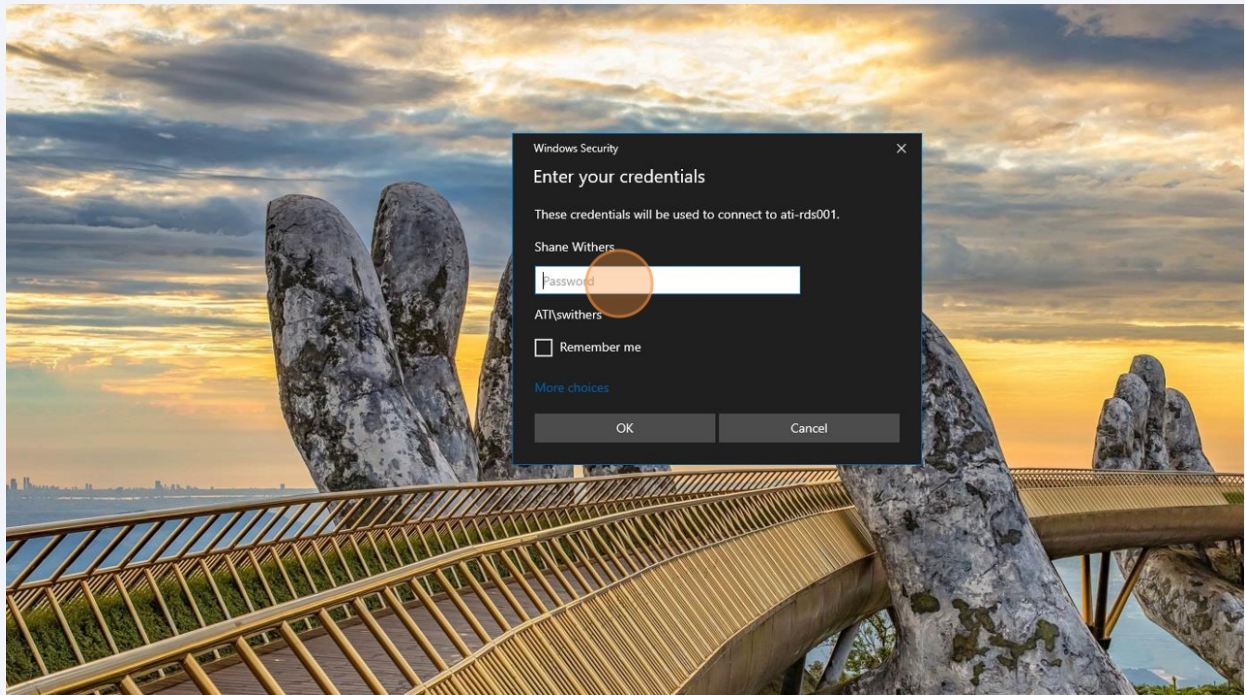 Windows Security
Enter your credentials
These credentials will be used to connect to ati-rds001.
Shane Withers
Password
ATI\swithers
Remember me
More choices
OK
Cancel